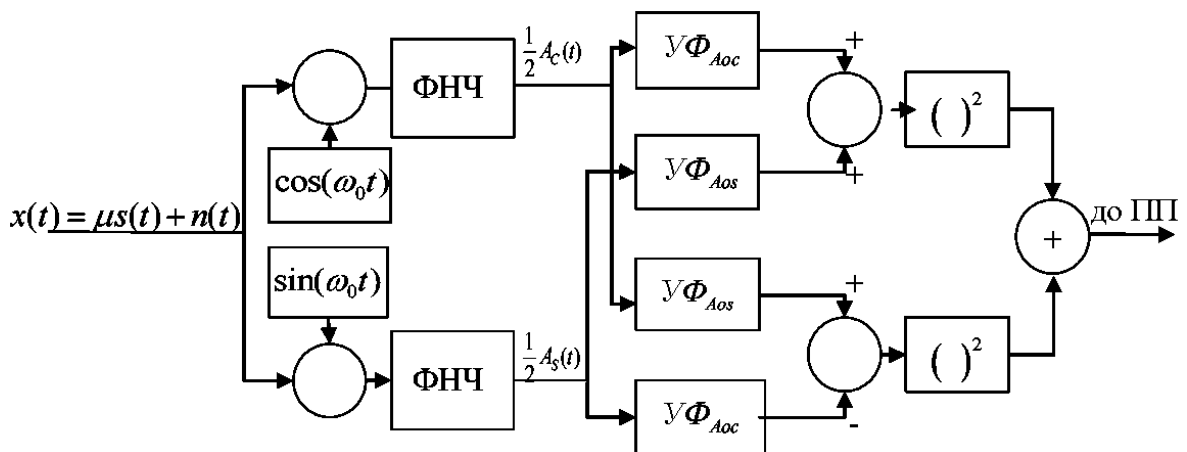 x(t) = μs(t) + n(t)
cos(ω₀t)
sin(ω₀t)
ФНЧ
½A_C(t)
ФНЧ
½A_S(t)
УФ_Aoc
УФ_Aos
УФ_Aos
УФ_Aoc
+
+
+
-
( )²
( )²
+
до ПП